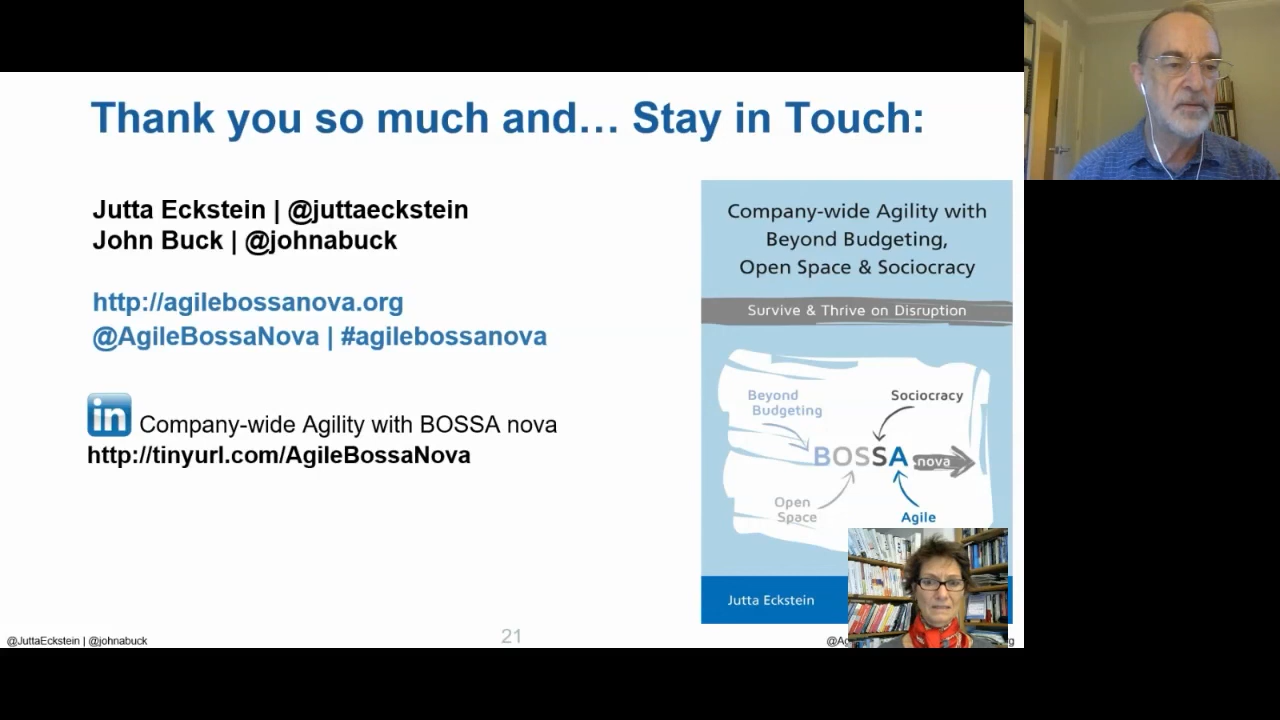 Thank you so much and… Stay in Touch:
Jutta Eckstein | @juttaeckstein
John Buck | @johnabuck
http://agilebossanova.org
@AgileBossaNova | #agilebossanova
in Company-wide Agility with BOSSA nova
http://tinyurl.com/AgileBossaNova
Company-wide Agility with
Beyond Budgeting,
Open Space & Sociocracy
Survive & Thrive on Disruption
Beyond
Budgeting
Sociocracy
BOSSA nova
Open
Space
Agile
Jutta Eckstein
@JuttaEckstein | @johnabuck
21